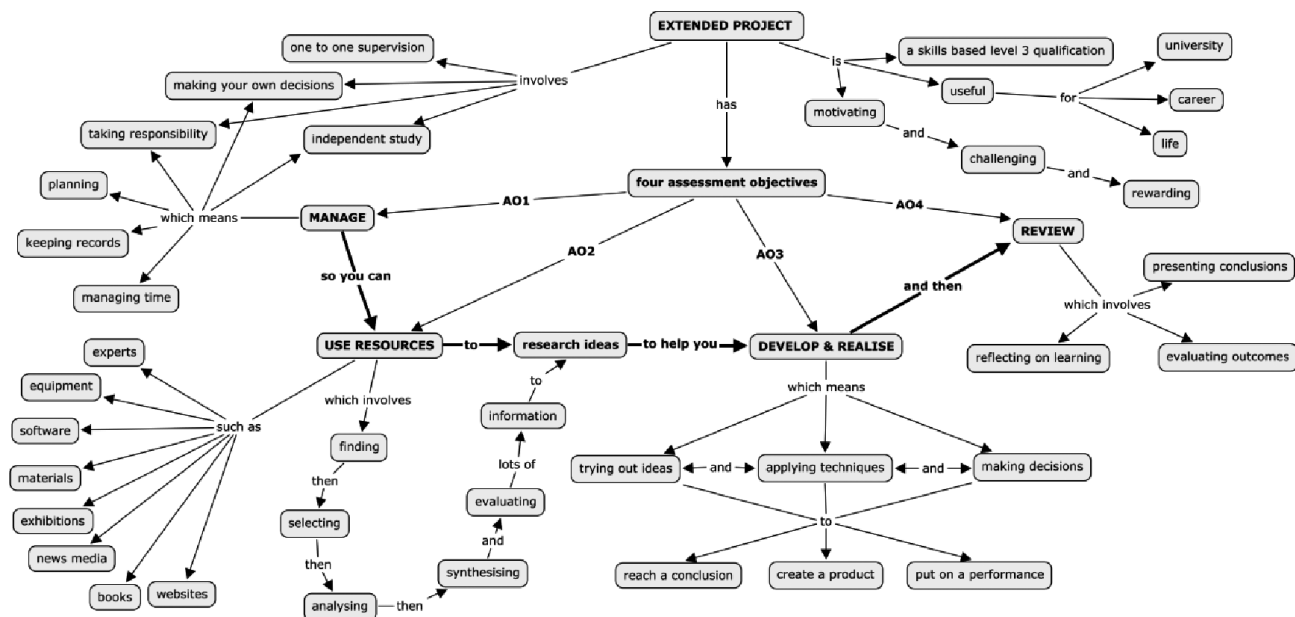 EXTENDED PROJECT
one to one supervision
involves
making your own decisions
taking responsibility
independent study
is
a skills based level 3 qualification
university
useful
for
career
life
motivating
and
challenging
and
rewarding
has
four assessment objectives
planning
which means
MANAGE
keeping records
managing time
AO1
AO2
AO3
AO4
REVIEW
so you can
and then
presenting conclusions
which involves
reflecting on learning
evaluating outcomes
USE RESOURCES
to
research ideas
to help you
DEVELOP & REALISE
experts
equipment
software
such as
materials
exhibitions
news media
books
websites
which involves
finding
then
selecting
then
analysing
then
synthesising
and
evaluating
lots of
information
to
which means
trying out ideas
and
applying techniques
and
making decisions
to
reach a conclusion
create a product
put on a performance